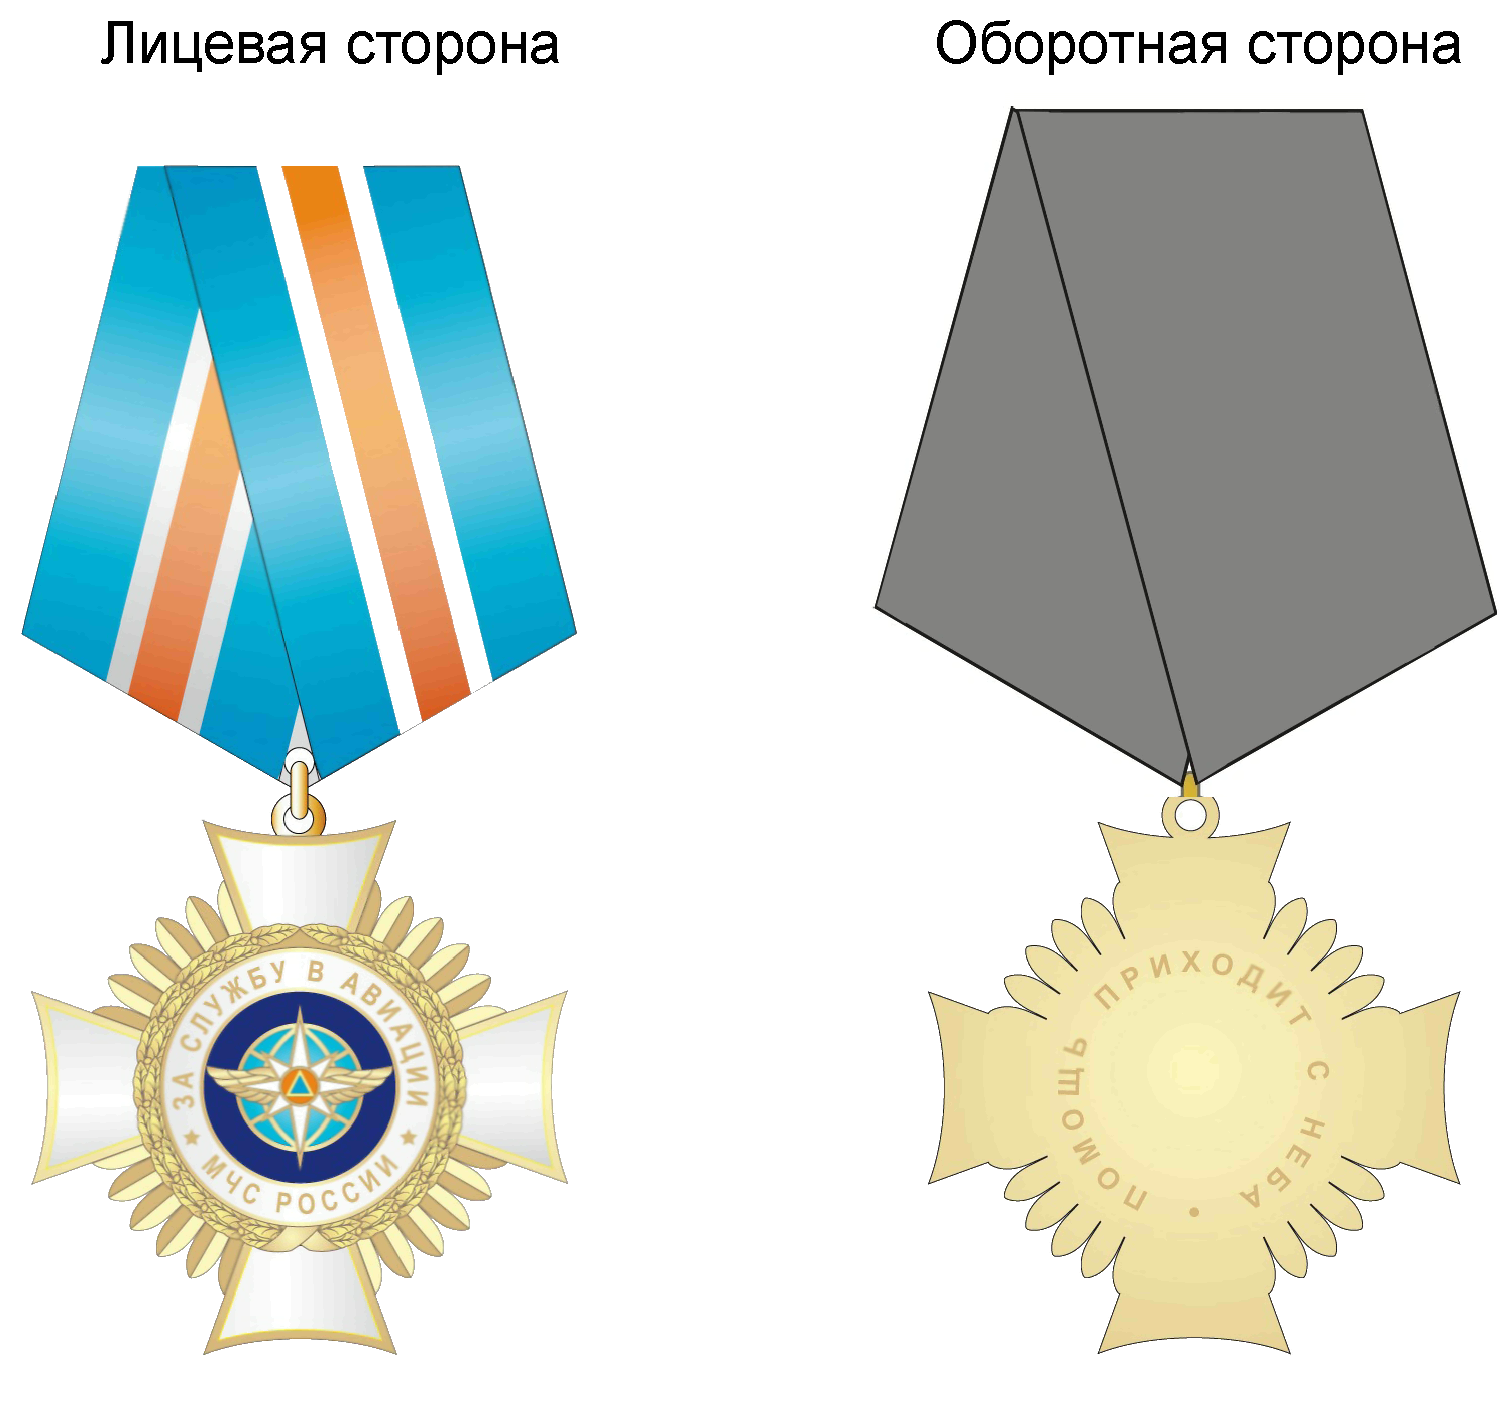 Лицевая сторона
Оборотная сторона
ЗА СЛУЖБУ В АВИАЦИИ
★ МЧС РОССИИ ★
ПОМОЩЬ ПРИХОДИТ С НЕБА •